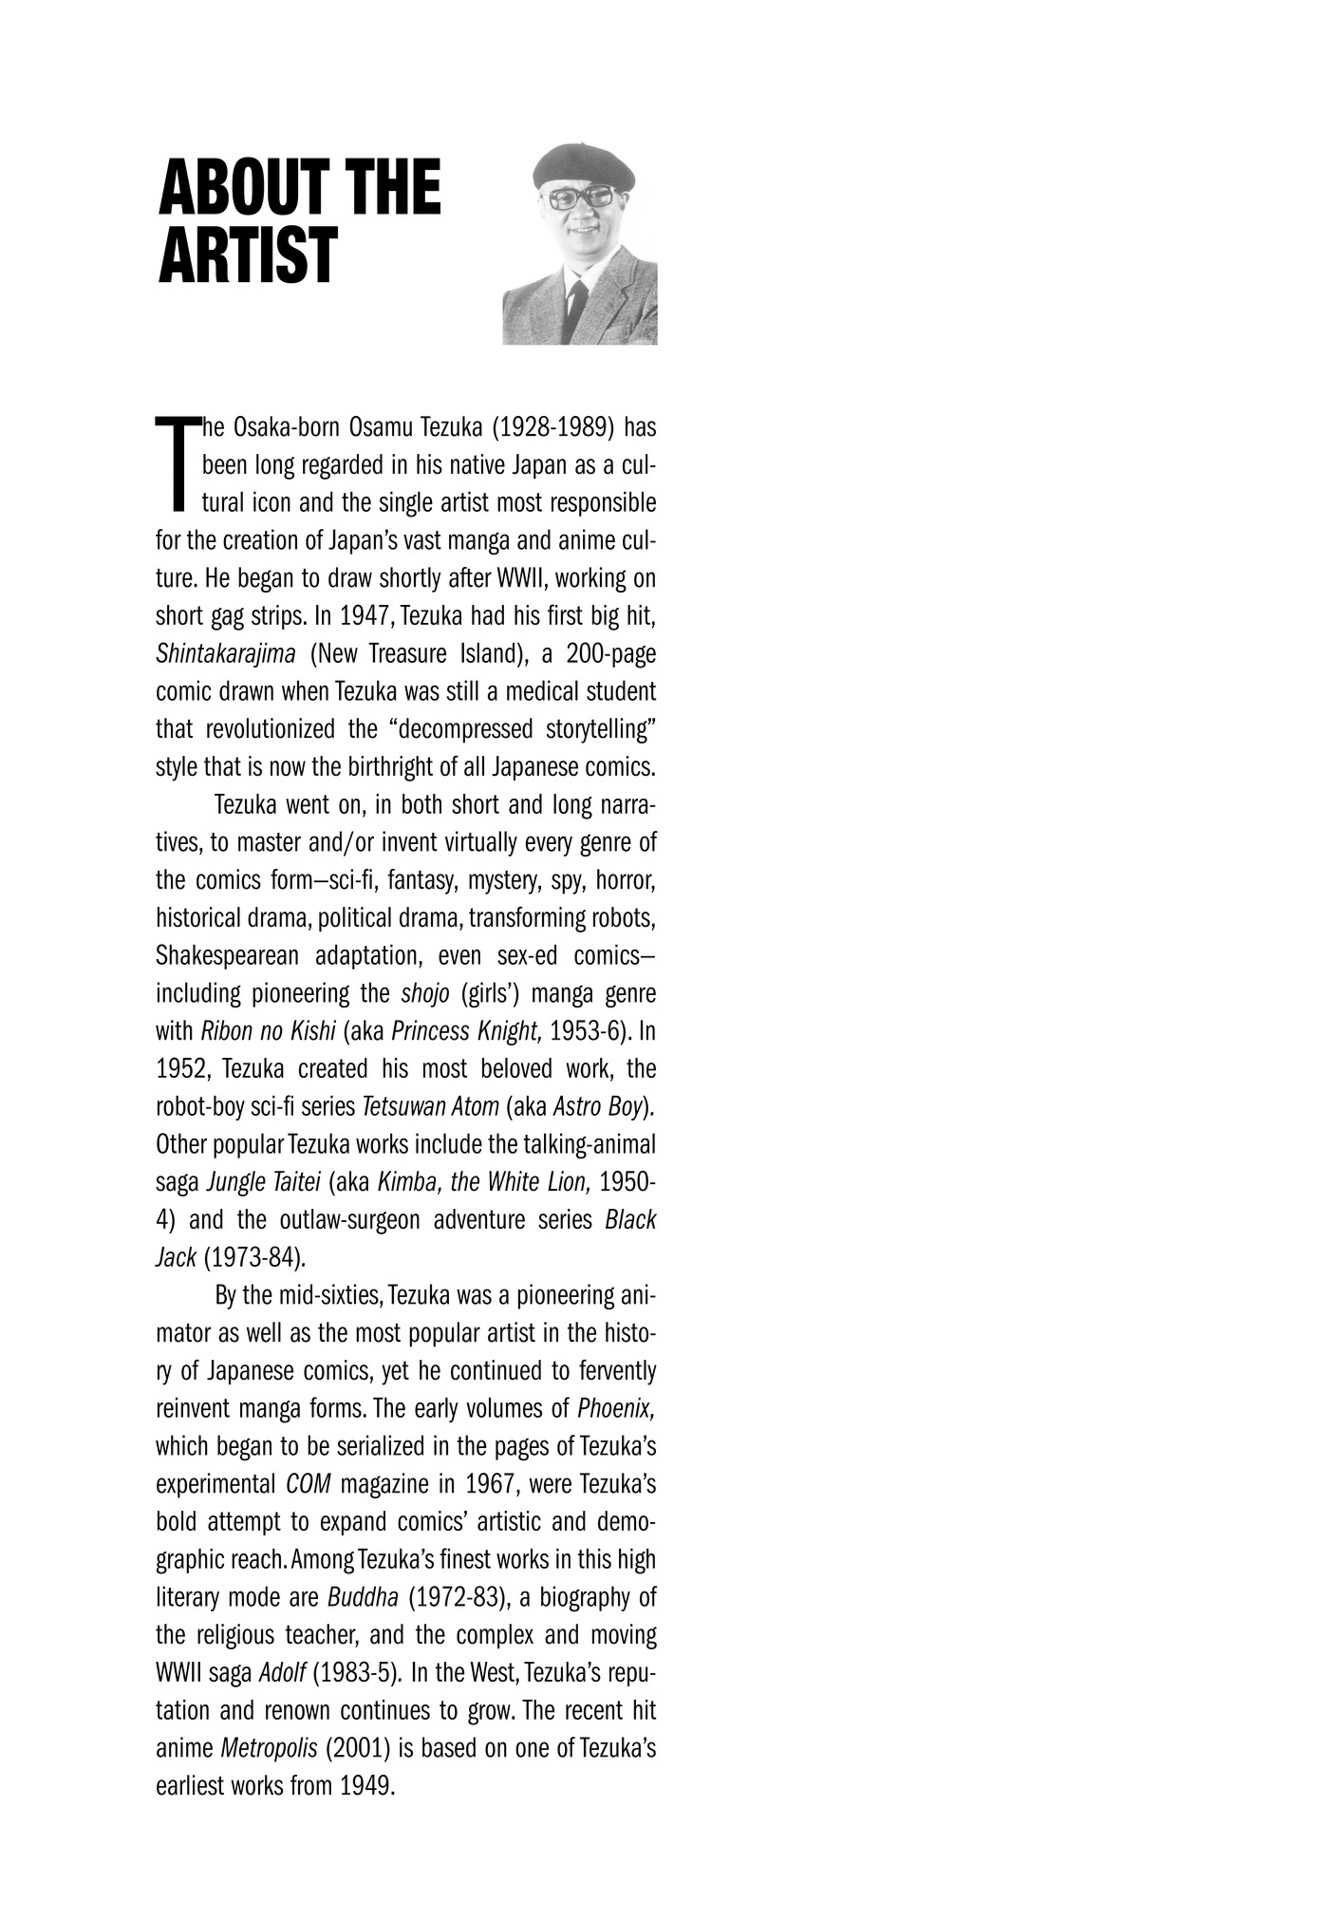 ABOUT THE
ARTIST
The Osaka-born Osamu Tezuka (1928-1989) has
been long regarded in his native Japan as a cul-
tural icon and the single artist most responsible
for the creation of Japan’s vast manga and anime cul-
ture. He began to draw shortly after WWII, working on
short gag strips. In 1947, Tezuka had his first big hit,
Shintakarajima (New Treasure Island), a 200-page
comic drawn when Tezuka was still a medical student
that revolutionized the “decompressed storytelling”
style that is now the birthright of all Japanese comics.
Tezuka went on, in both short and long narra-
tives, to master and/or invent virtually every genre of
the comics form—sci-fi, fantasy, mystery, spy, horror,
historical drama, political drama, transforming robots,
Shakespearean adaptation, even sex-ed comics—
including pioneering the shojo (girls’) manga genre
with Ribon no Kishi (aka Princess Knight, 1953-6). In
1952, Tezuka created his most beloved work, the
robot-boy sci-fi series Tetsuwan Atom (aka Astro Boy).
Other popular Tezuka works include the talking-animal
saga Jungle Taitei (aka Kimba, the White Lion, 1950-
4) and the outlaw-surgeon adventure series Black
Jack (1973-84).
By the mid-sixties, Tezuka was a pioneering ani-
mator as well as the most popular artist in the histo-
ry of Japanese comics, yet he continued to fervently
reinvent manga forms. The early volumes of Phoenix,
which began to be serialized in the pages of Tezuka’s
experimental COM magazine in 1967, were Tezuka’s
bold attempt to expand comics’ artistic and demo-
graphic reach. Among Tezuka’s finest works in this high
literary mode are Buddha (1972-83), a biography of
the religious teacher, and the complex and moving
WWII saga Adolf (1983-5). In the West, Tezuka’s repu-
tation and renown continues to grow. The recent hit
anime Metropolis (2001) is based on one of Tezuka’s
earliest works from 1949.